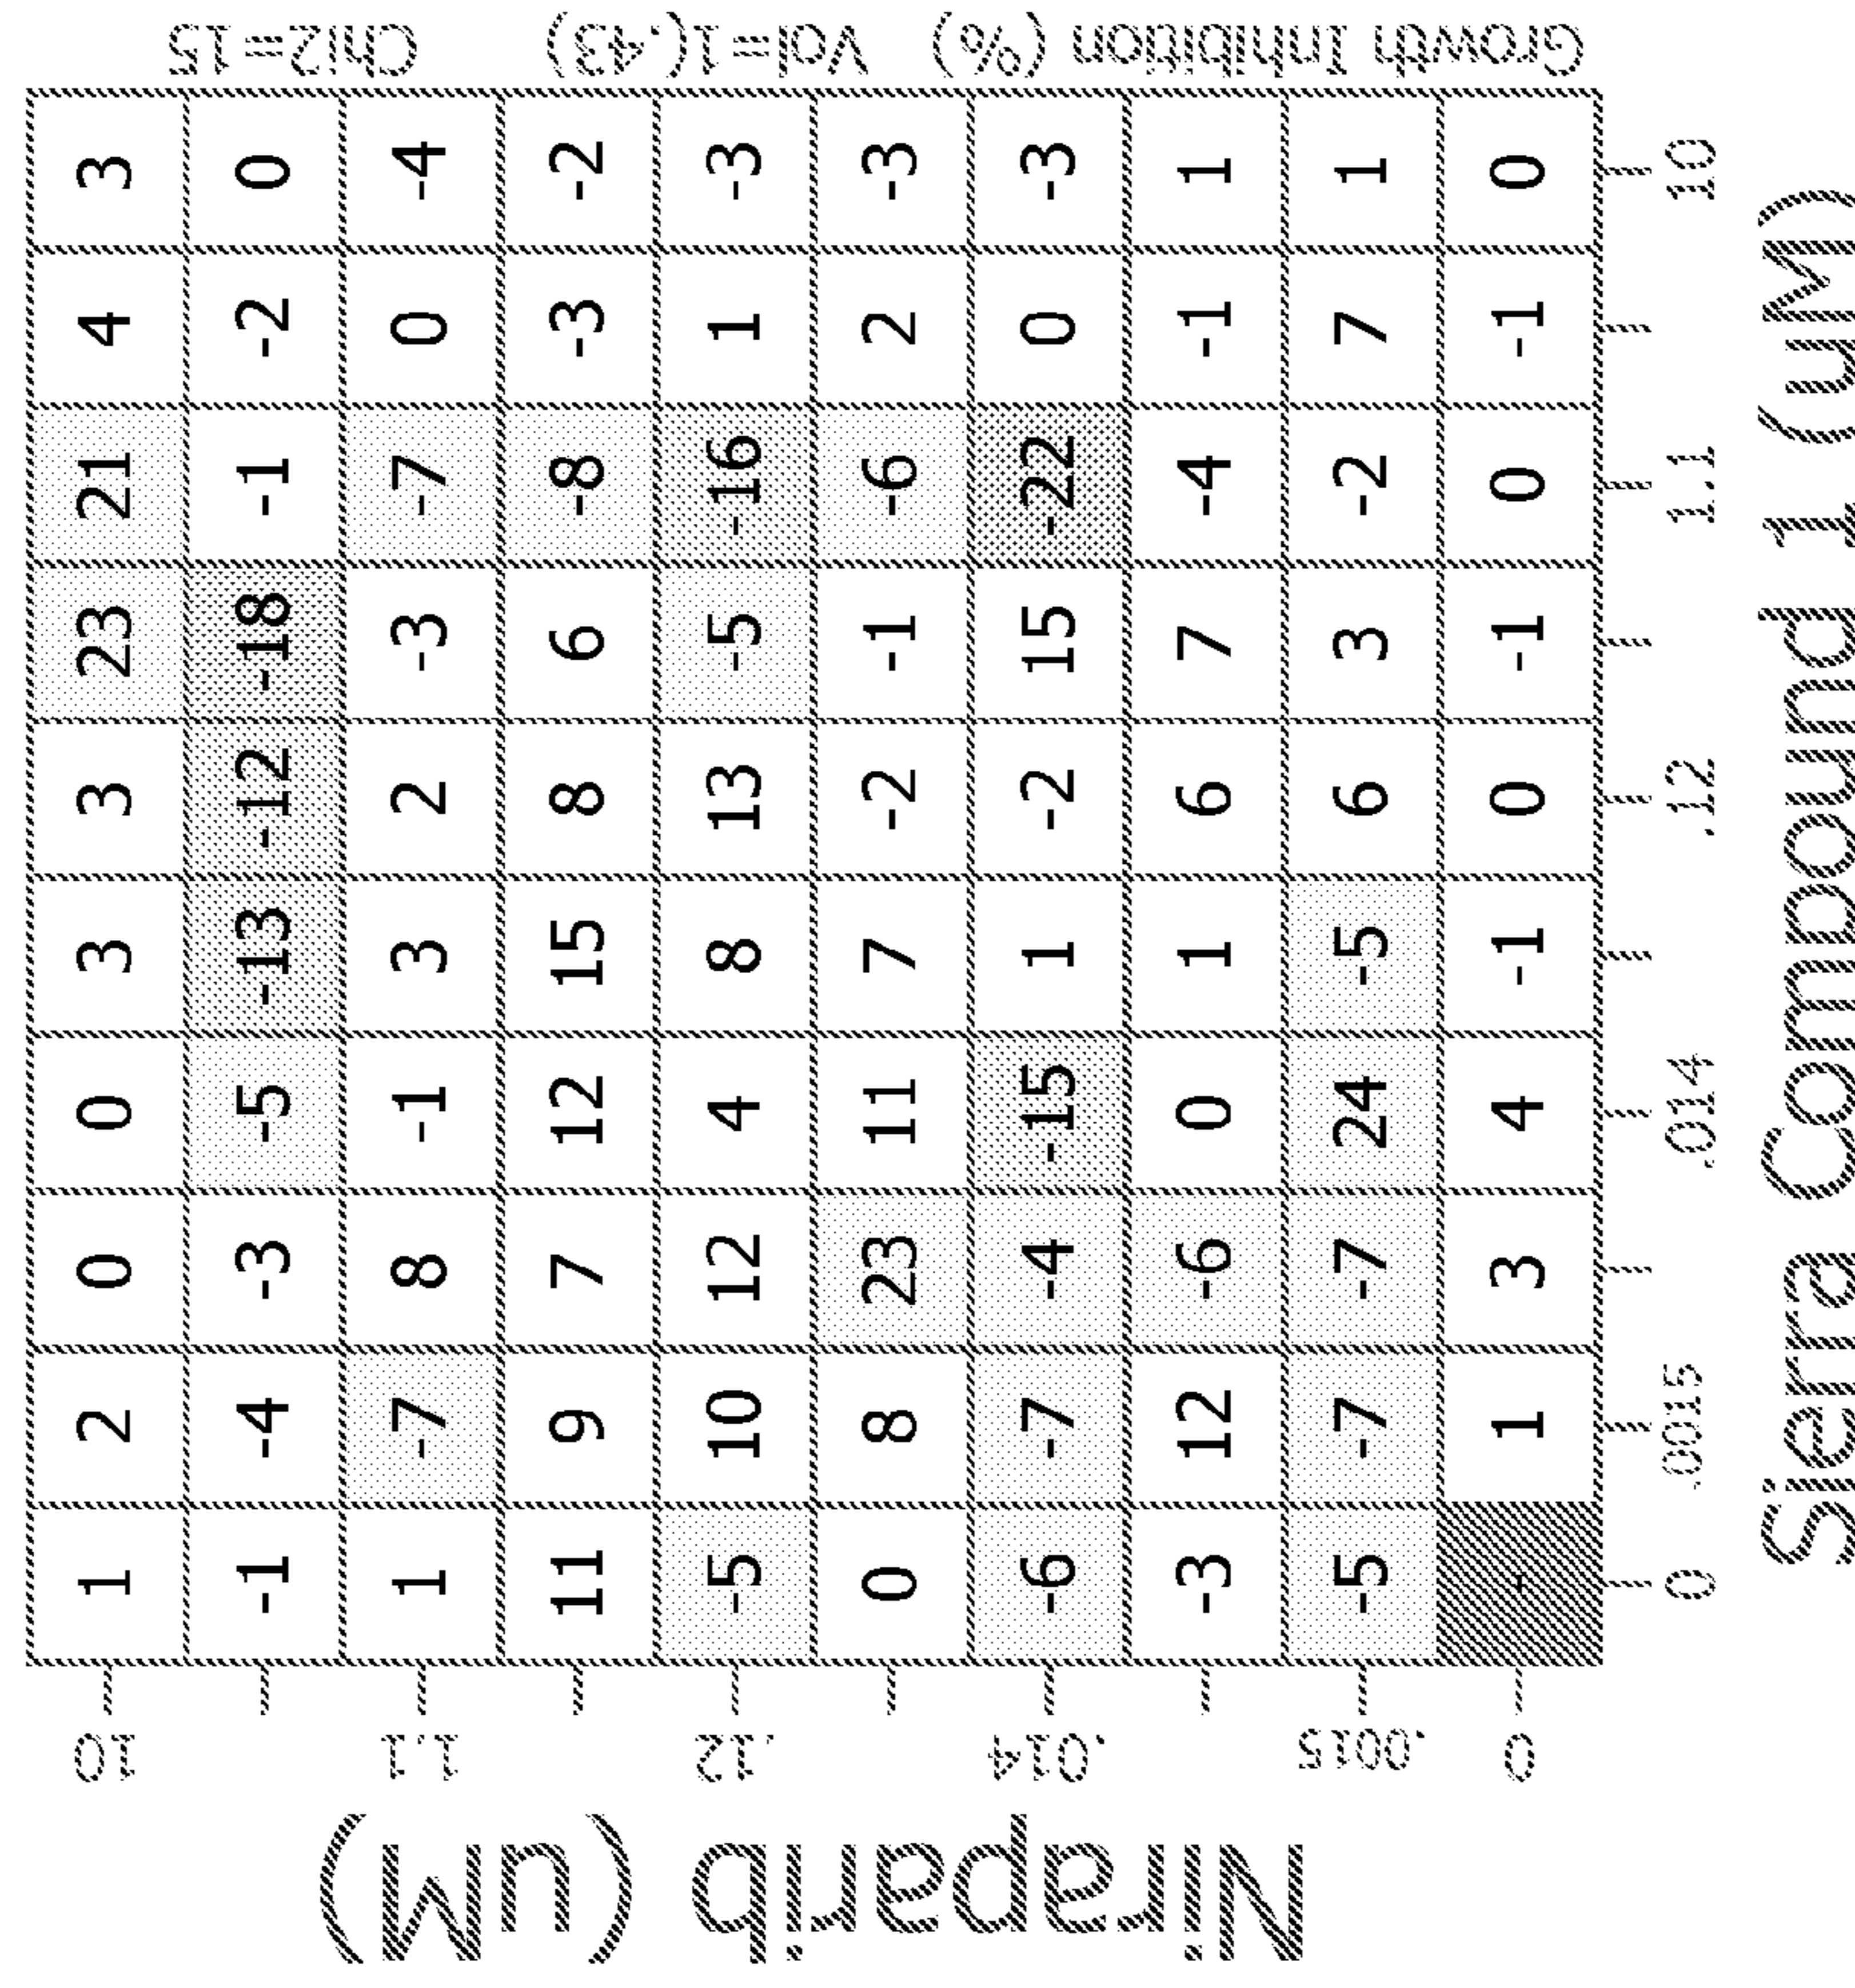 Growth Inhibition (%) Vol=1(.43) Chi2=15
10 3 0 -4 -2 -3 -3 -3 1 1 0
4 -2 0 -3 1 2 0 -1 7 -1
1.1 21 -1 -7 -8 -16 -6 -22 -4 -2 0
23 -18 -3 6 -5 -1 15 7 3 -1
.12 3 -12 2 8 13 -2 -2 6 6 0
3 -13 3 15 8 7 1 1 -5 -1
.014 0 -5 -1 12 4 11 -15 0 24 4
0 -3 8 7 12 23 -4 -6 -7 3
.0015 2 -4 -7 9 10 8 -7 12 -7 1
0 1 -1 1 11 -5 0 -6 -3 -5 -
10 1.1 .12 .014 .0015 0
Niraparib (uM)
Sierra Compound 1 (uM)